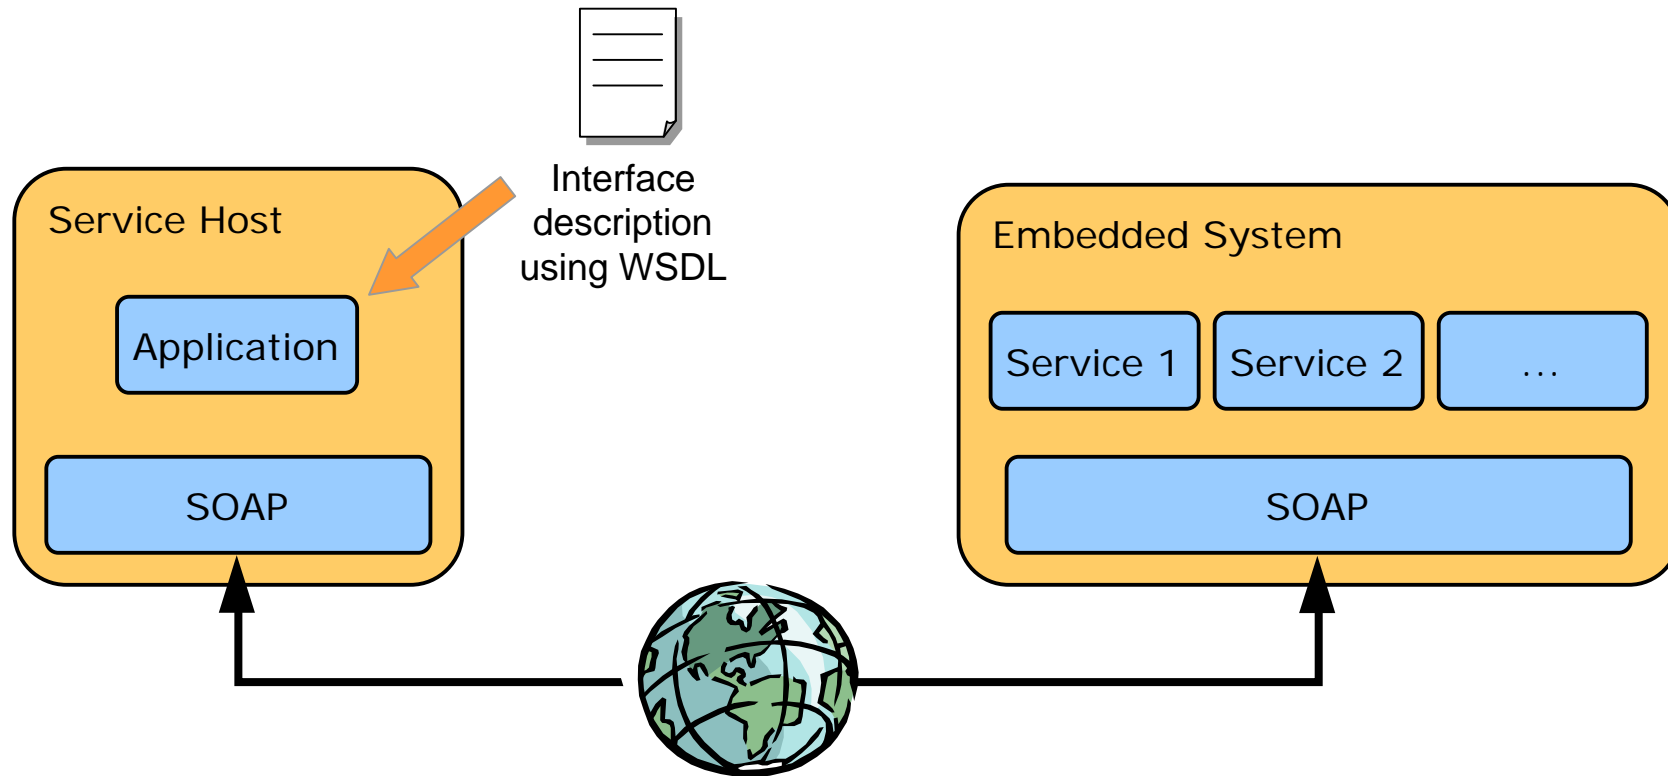 Interface
description
using WSDL
Service Host
Application
SOAP
Embedded System
Service 1
Service 2
...
SOAP